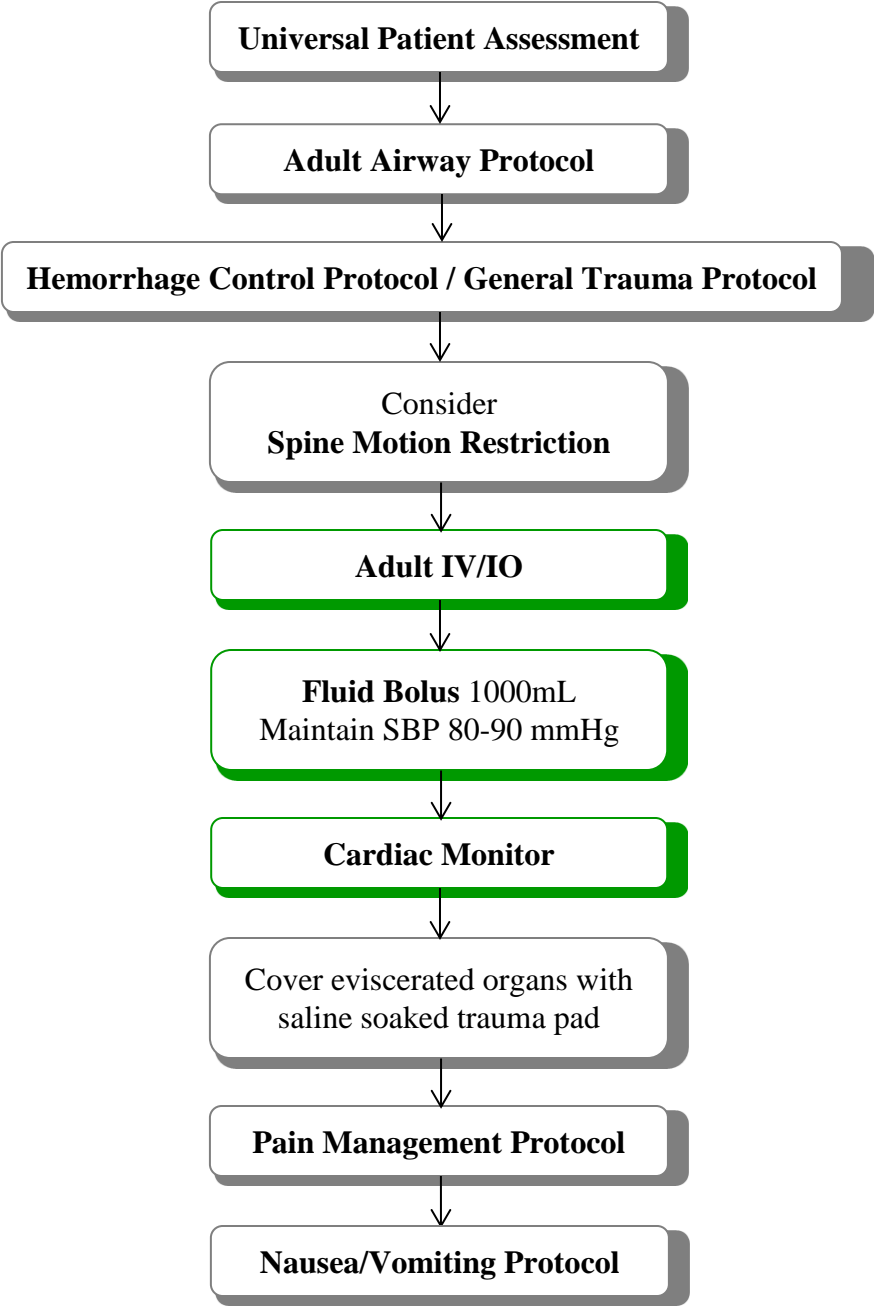 Universal Patient Assessment
Adult Airway Protocol
Hemorrhage Control Protocol / General Trauma Protocol
Consider
Spine Motion Restriction
Adult IV/IO
Fluid Bolus 1000mL
Maintain SBP 80-90 mmHg
Cardiac Monitor
Cover eviscerated organs with
saline soaked trauma pad
Pain Management Protocol
Nausea/Vomiting Protocol